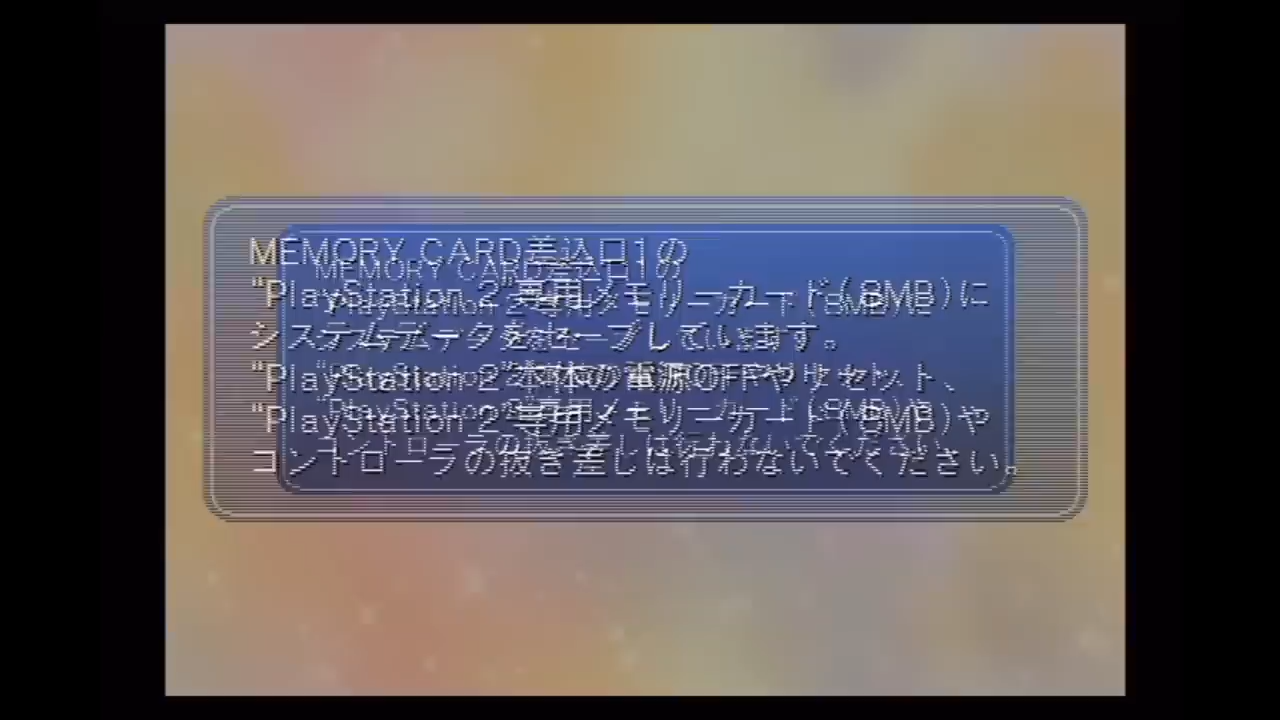 MEMORY CARD差込口1の
"PlayStation 2"専用メモリーカード(8MB)に
システムデータをセーブしています。
"PlayStation 2"本体の電源OFFやリセット、
"PlayStation 2"専用メモリーカード(8MB)や
コントローラの抜き差しは行わないでください。